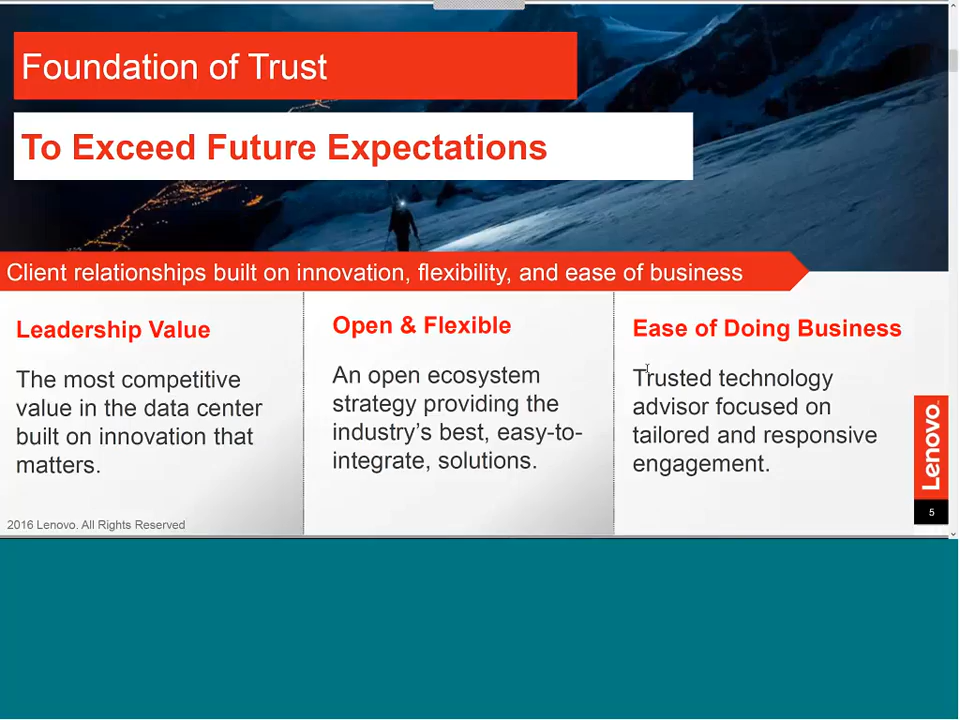 Foundation of Trust
To Exceed Future Expectations
Client relationships built on innovation, flexibility, and ease of business
Leadership Value
The most competitive
value in the data center
built on innovation that
matters.
Open & Flexible
An open ecosystem
strategy providing the
industry's best, easy-to-
integrate, solutions.
Ease of Doing Business
Trusted technology
advisor focused on
tailored and responsive
engagement.
Lenovo™
2016 Lenovo. All Rights Reserved
5